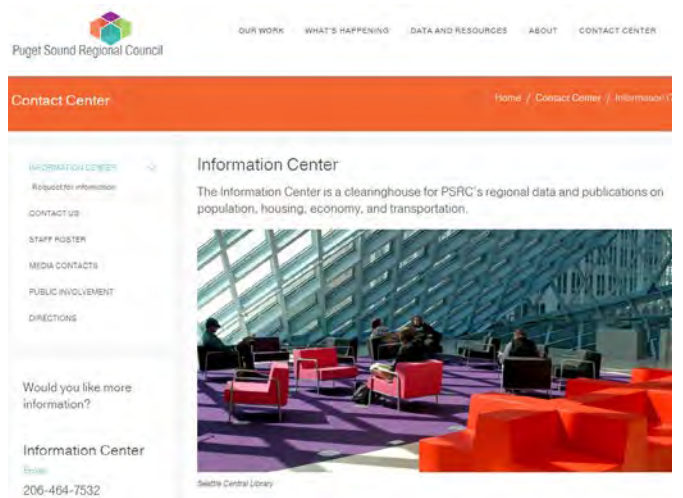 OUR WORK WHAT'S HAPPENING DATA AND RESOURCES ABOUT CONTACT CENTER
Puget Sound Regional Council
Contact Center
Home / Contact Center / Information C
INFORMATION CENTER
Request for information
CONTACT US
STAFF ROSTER
MEDIA CONTACTS
PUBLIC INVOLVEMENT
DIRECTIONS
Would you like more
information?
Information Center
Email
206-464-7532
Information Center
The Information Center is a clearinghouse for PSRC's regional data and publications on
population, housing, economy, and transportation.
Seattle Central Library